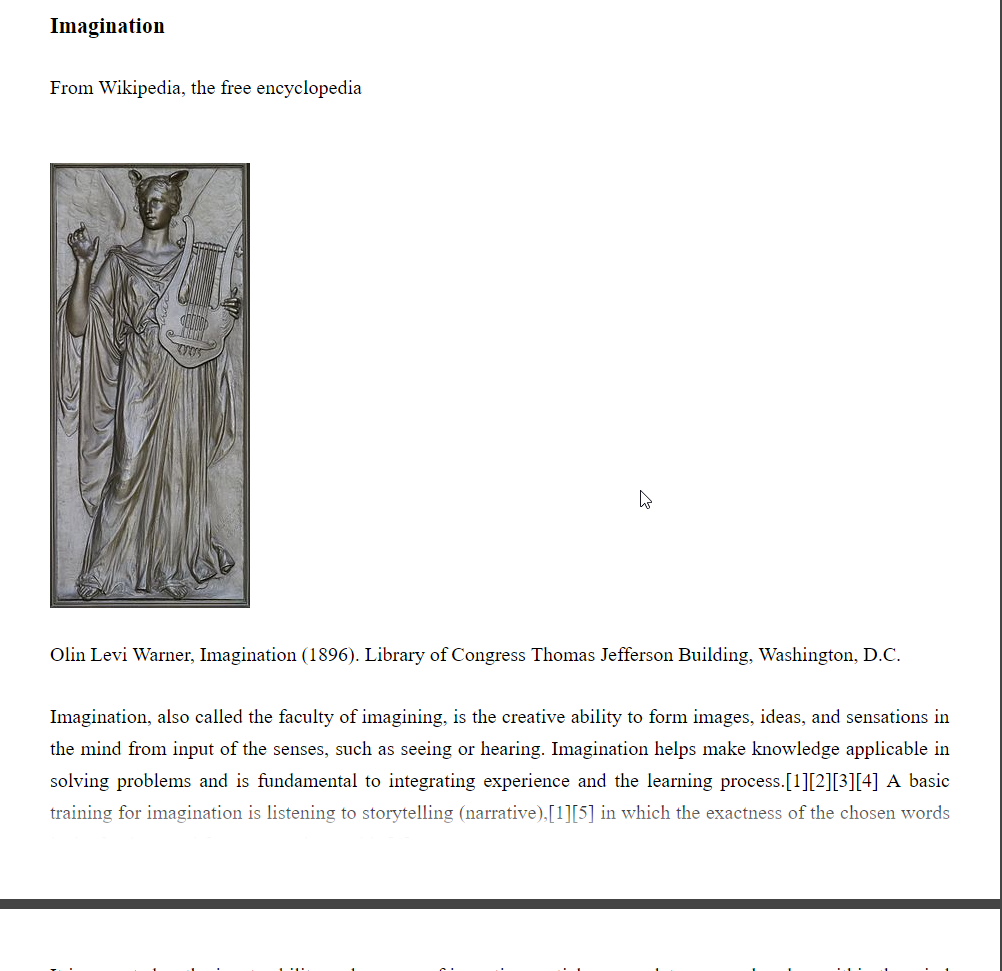 Imagination
From Wikipedia, the free encyclopedia
Olin Levi Warner, Imagination (1896). Library of Congress Thomas Jefferson Building, Washington, D.C.
Imagination, also called the faculty of imagining, is the creative ability to form images, ideas, and sensations in
the mind from input of the senses, such as seeing or hearing. Imagination helps make knowledge applicable in
solving problems and is fundamental to integrating experience and the learning process.[1][2][3][4] A basic
training for imagination is listening to storytelling (narrative),[1][5] in which the exactness of the chosen words